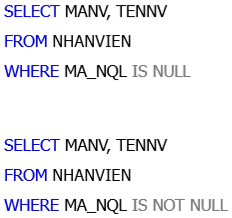 SELECT MANV, TENNV
FROM NHANVIEN
WHERE MA_NQL IS NULL
SELECT MANV, TENNV
FROM NHANVIEN
WHERE MA_NQL IS NOT NULL